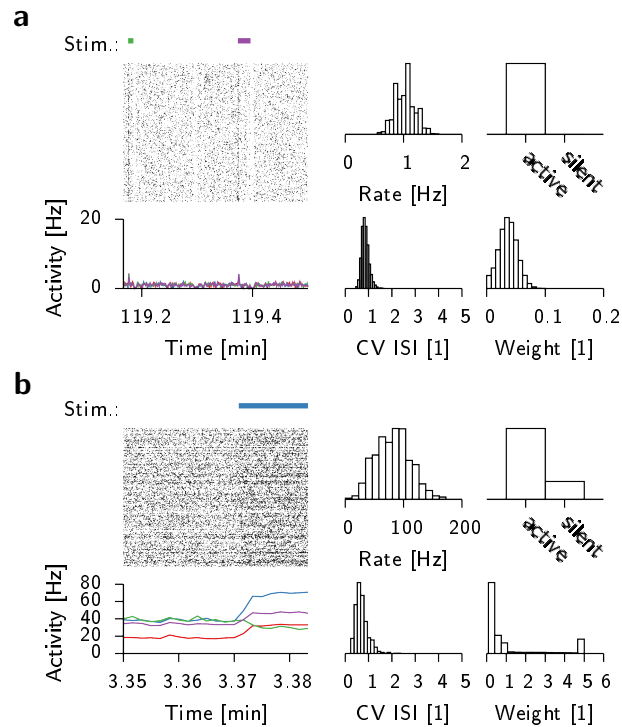 a
Stim.:
0 1 2
Rate [Hz]
active silent
Activity [Hz]
20
0
119.2 119.4
Time [min]
0 1 2 3 4 5
CV ISI [1]
0 0.1 0.2
Weight [1]
b
Stim.:
0 100 200
Rate [Hz]
active silent
Activity [Hz]
80
60
40
20
0
3.35 3.36 3.37 3.38
Time [min]
0 1 2 3 4 5
CV ISI [1]
0 1 2 3 4 5 6
Weight [1]